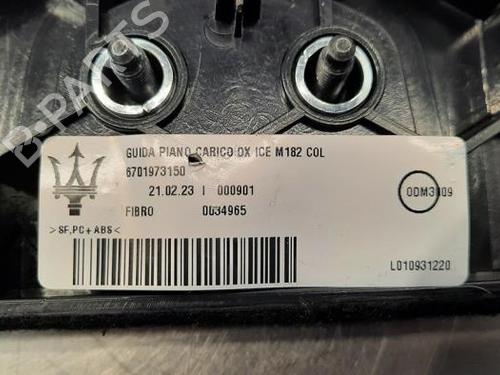 B-PARTS
GUIDA PIANO CARICO DX ICE M182 COL
6701973150
21.02.23 | 000901
FIBRO 0034965
ODM3009
>SF,PC+ABS<
L010931220